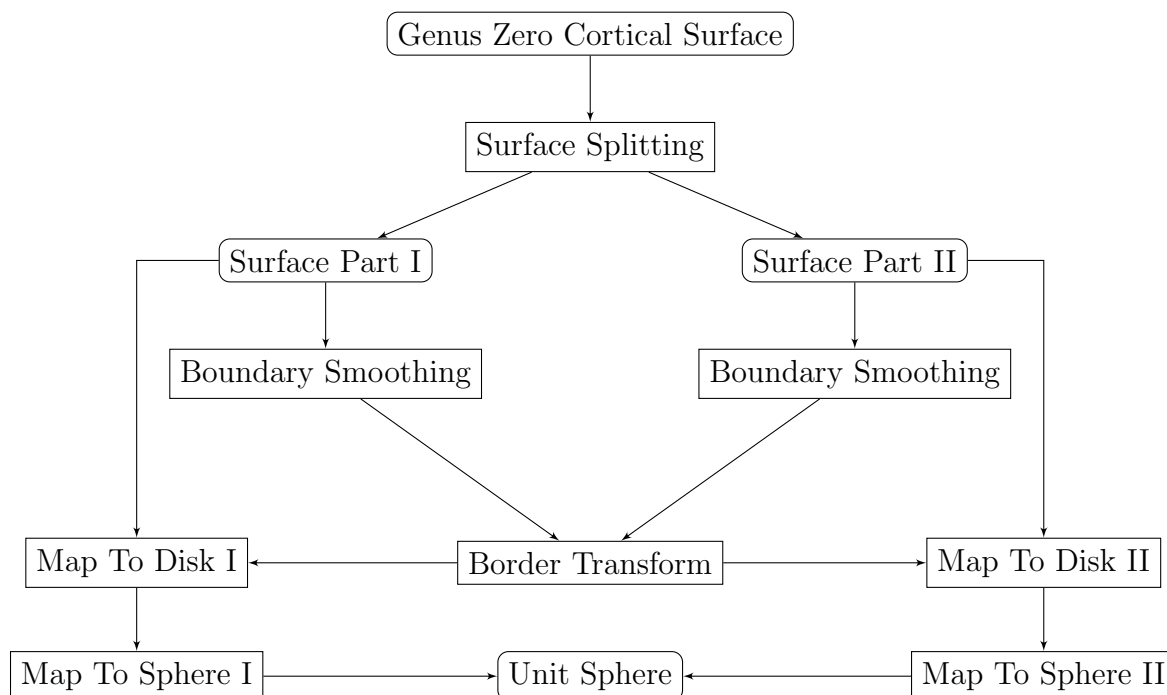 Genus Zero Cortical Surface
Surface Splitting
Surface Part I
Surface Part II
Boundary Smoothing
Boundary Smoothing
Map To Disk I
Border Transform
Map To Disk II
Map To Sphere I
Unit Sphere
Map To Sphere II